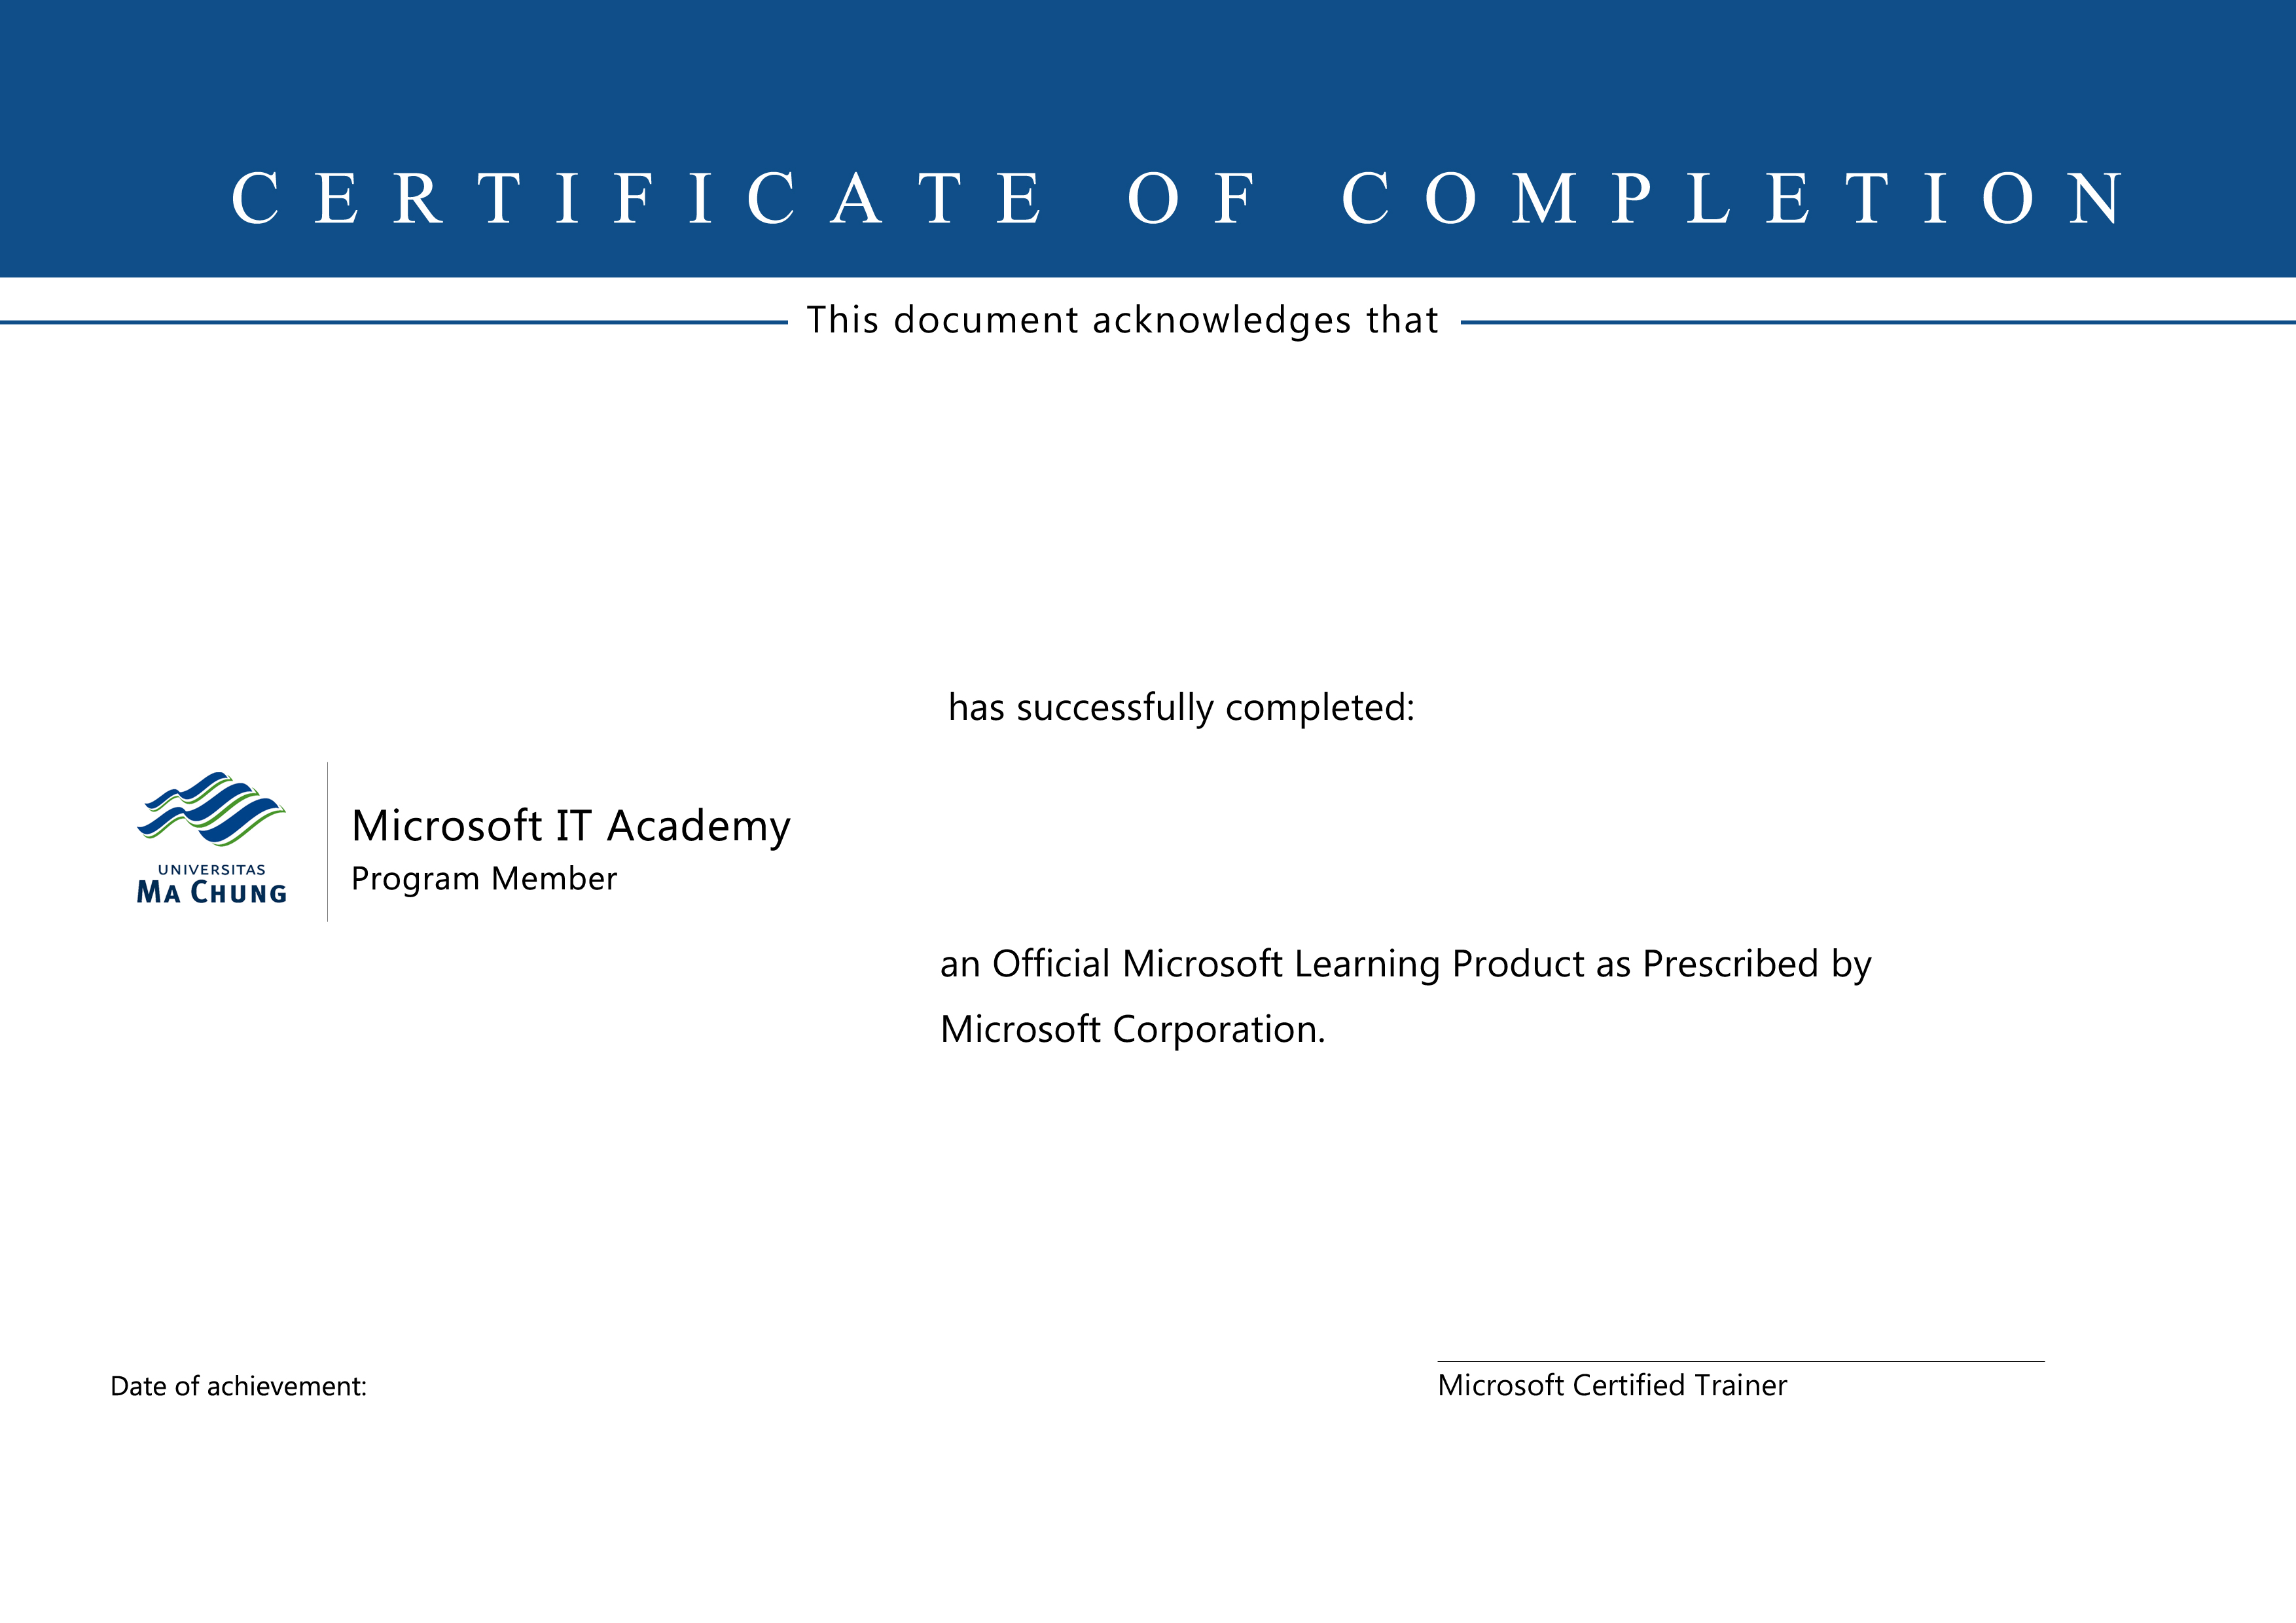 CERTIFICATE OF COMPLETION
This document acknowledges that
has successfully completed:
Microsoft IT Academy
Program Member
UNIVERSITAS
MA CHUNG
an Official Microsoft Learning Product as Prescribed by
Microsoft Corporation.
Date of achievement:
Microsoft Certified Trainer